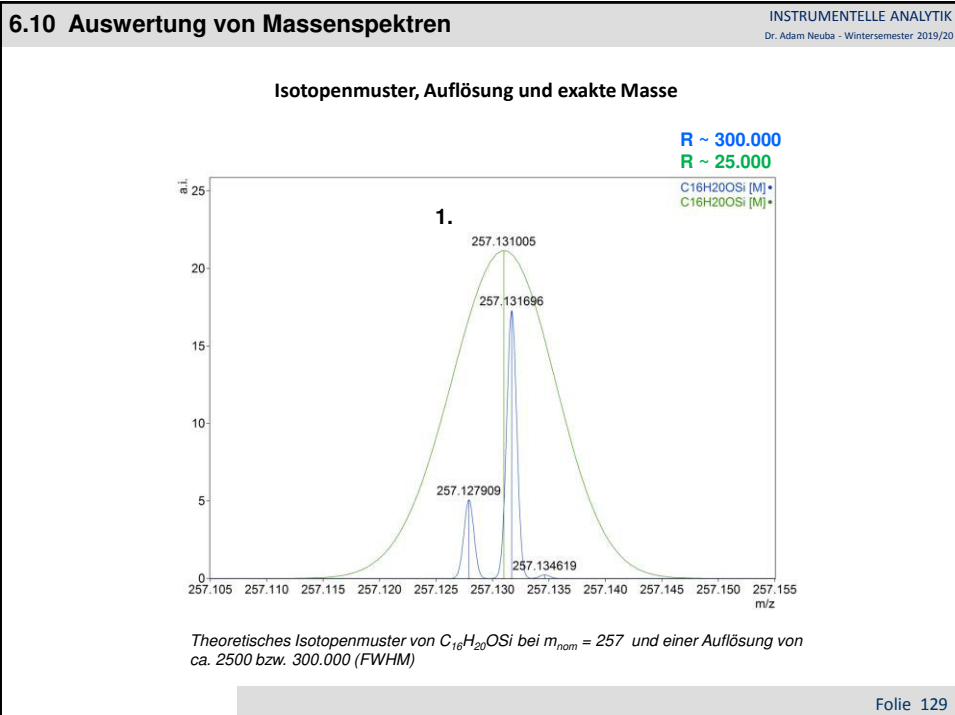 6.10 Auswertung von Massenspektren
INSTRUMENTELLE ANALYTIK
Dr. Adam Neuba - Wintersemester 2019/20
Isotopenmuster, Auflösung und exakte Masse
R ~ 300.000
R ~ 25.000
C16H20OSi [M]•
C16H20OSi [M]•
a.i.
25
20
15
10
5
0
1.
257.131005
257.131696
257.127909
257.134619
257.105 257.110 257.115 257.120 257.125 257.130 257.135 257.140 257.145 257.150 257.155
m/z
Theoretisches Isotopenmuster von C₁₆H₂₀OSi bei mₙₒₘ = 257 und einer Auflösung von
ca. 2500 bzw. 300.000 (FWHM)
Folie 129